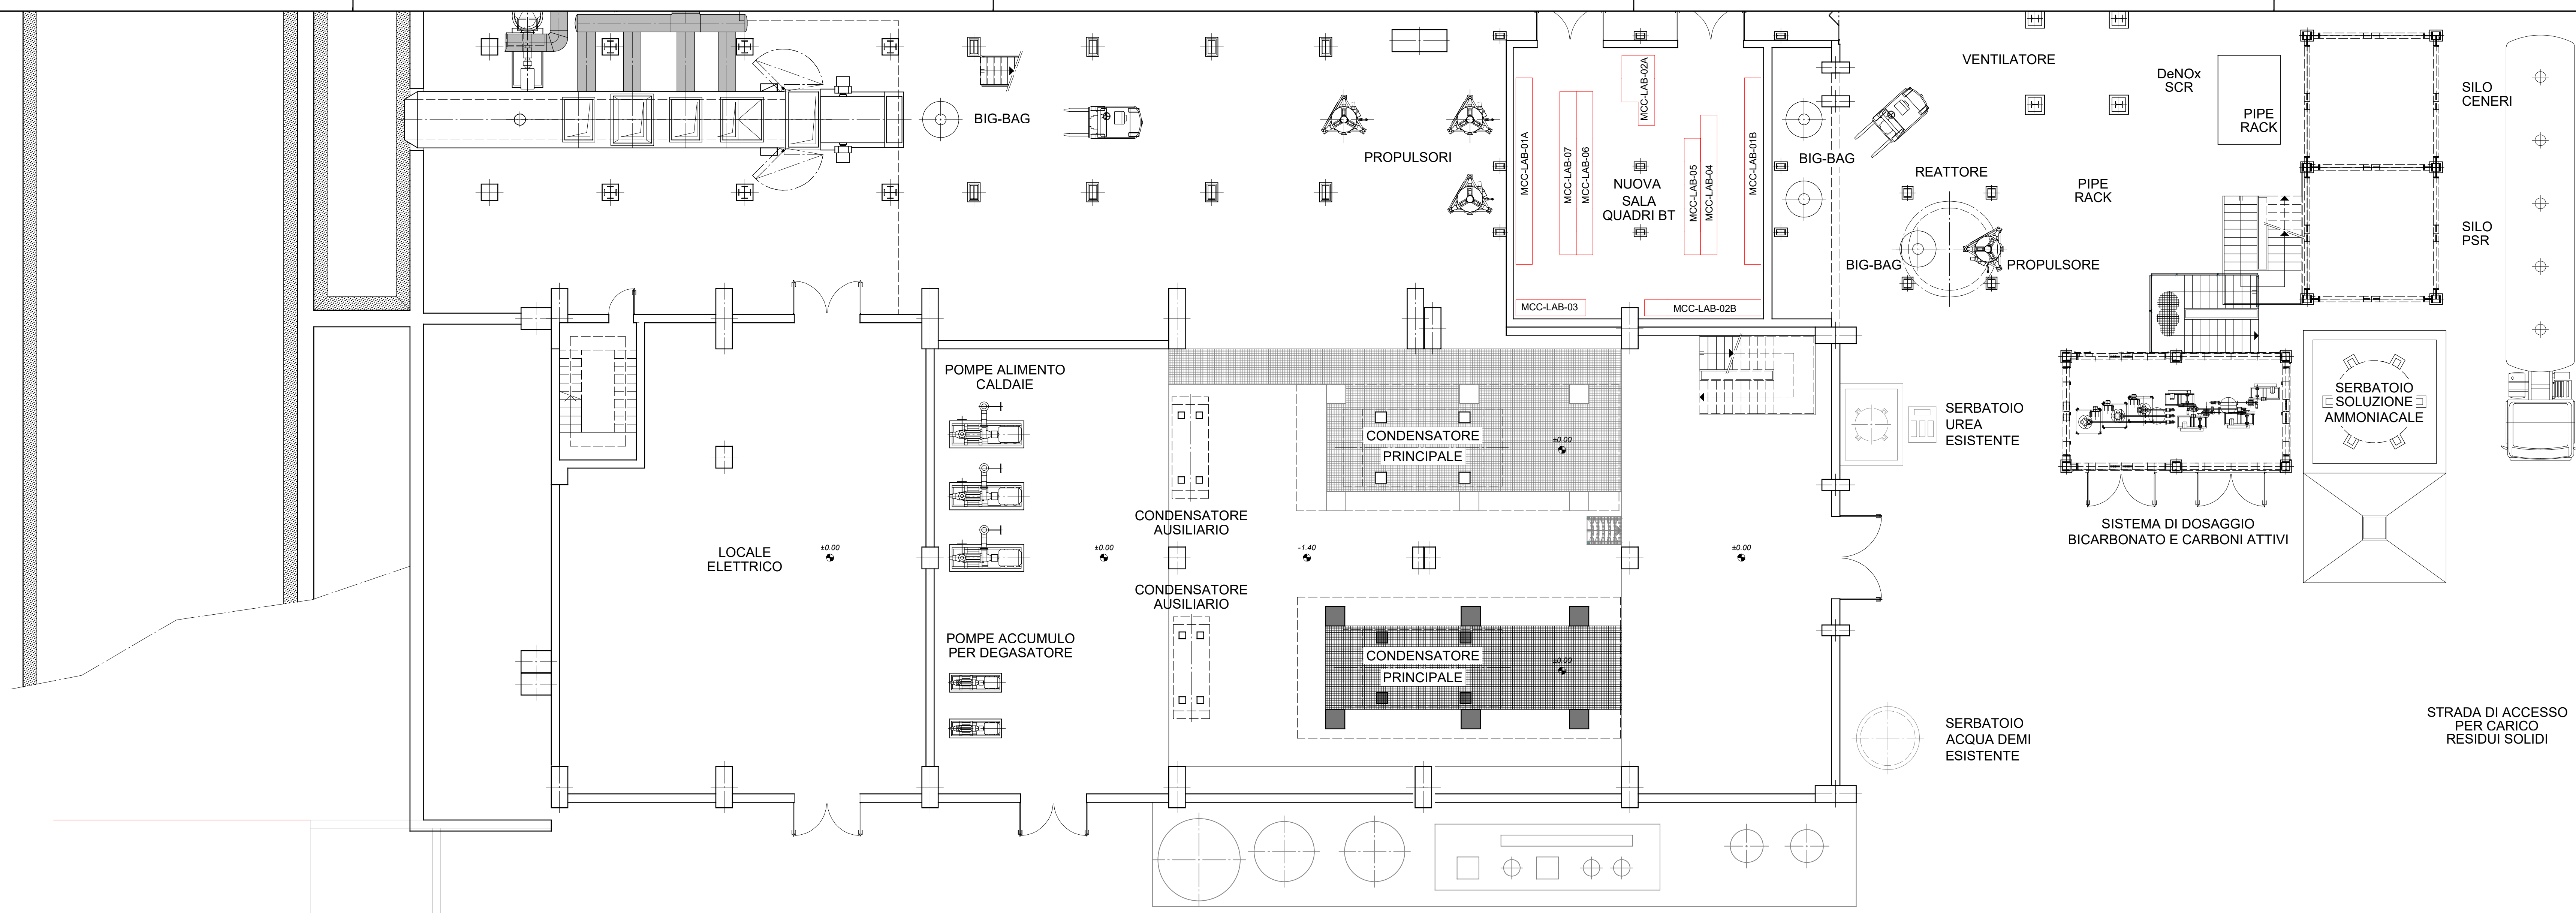 VENTILATORE
DeNOx
SCR
PIPE
RACK
SILO
CENERI
BIG-BAG
PROPULSORI
MCC-LAB-01A
MCC-LAB-07
MCC-LAB-06
MCC-LAB-02A
NUOVA
SALA
QUADRI BT
MCC-LAB-05
MCC-LAB-04
MCC-LAB-01B
MCC-LAB-03
MCC-LAB-02B
BIG-BAG
REATTORE
PIPE
RACK
BIG-BAG
PROPULSORE
SILO
PSR
POMPE ALIMENTO
CALDAIE
CONDENSATORE
PRINCIPALE
±0.00
SERBATOIO
UREA
ESISTENTE
SERBATOIO
SOLUZIONE
AMMONIACALE
CONDENSATORE
AUSILIARIO
SISTEMA DI DOSAGGIO
BICARBONATO E CARBONI ATTIVI
LOCALE
ELETTRICO
±0.00
±0.00
-1.40
±0.00
CONDENSATORE
AUSILIARIO
POMPE ACCUMULO
PER DEGASATORE
CONDENSATORE
PRINCIPALE
±0.00
SERBATOIO
ACQUA DEMI
ESISTENTE
STRADA DI ACCESSO
PER CARICO
RESIDUI SOLIDI